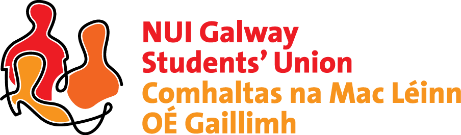 NUI Galway
Students' Union
Comhaltas na Mac Léinn
OÉ Gaillimh